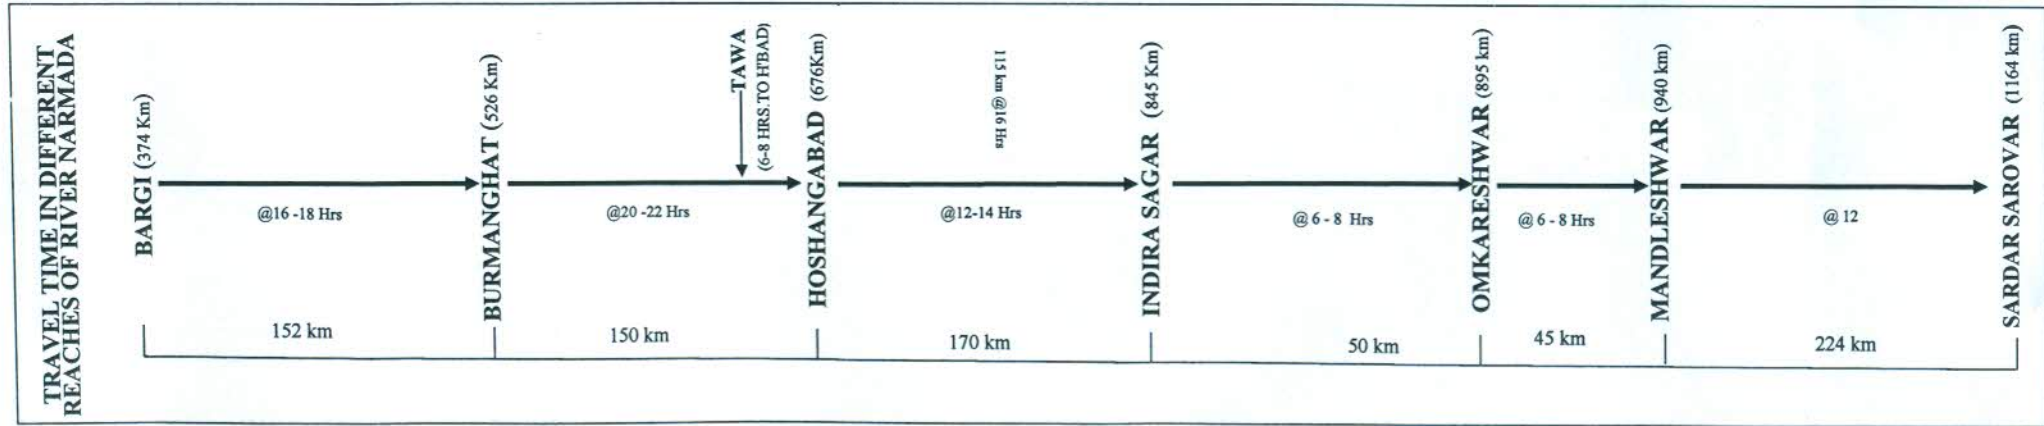 TRAVEL TIME IN DIFFERENT
REACHES OF RIVER NARMADA
BARGI (374 Km)
@16 -18 Hrs
152 km
BURMANGHAT (526 Km)
@20 -22 Hrs
150 km
TAWA
(6-8 HRS.TO H'BAD)
HOSHANGABAD (676Km)
115 km @16 Hrs
@12-14 Hrs
170 km
INDIRA SAGAR (845 Km)
@ 6 - 8 Hrs
50 km
OMKARESHWAR (895 km)
@ 6 - 8 Hrs
45 km
MANDLESHWAR (940 km)
@ 12
224 km
SARDAR SAROVAR (1164 km)